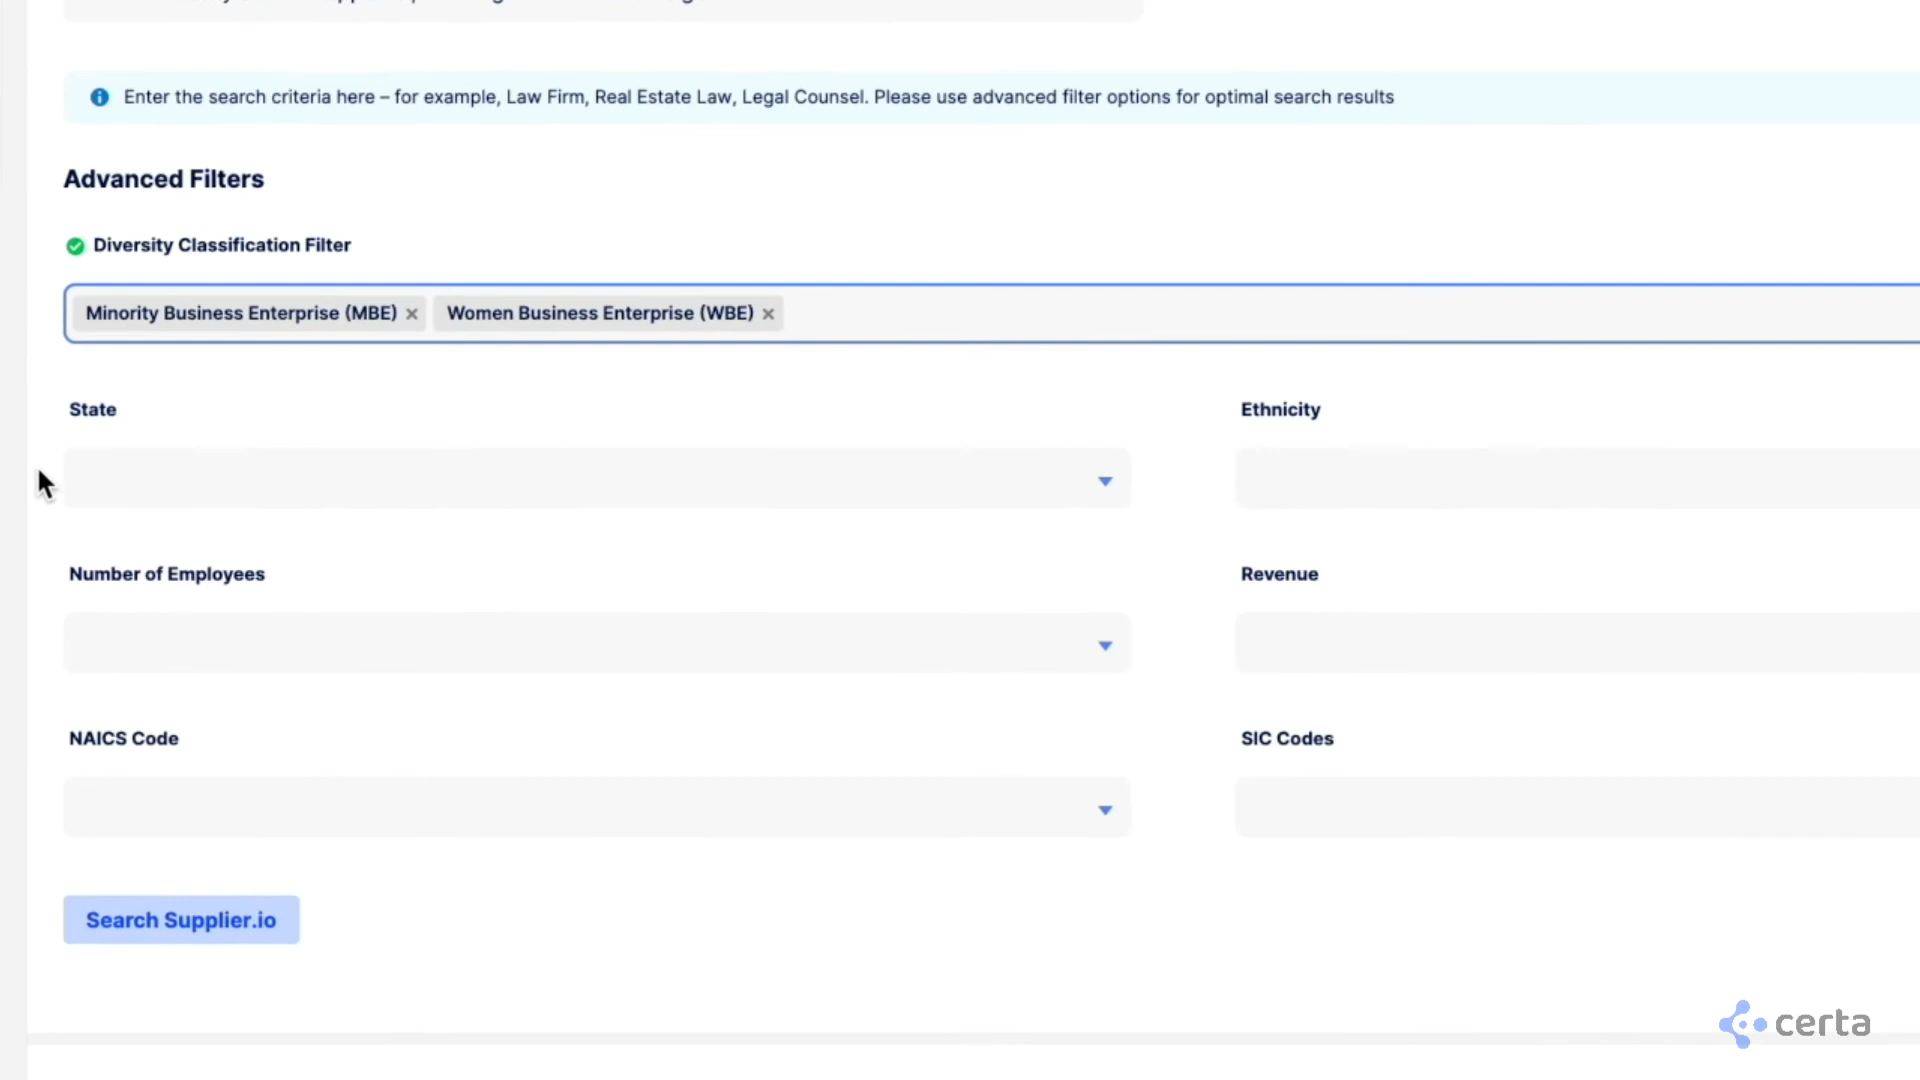 Enter the search criteria here – for example, Law Firm, Real Estate Law, Legal Counsel. Please use advanced filter options for optimal search results
Advanced Filters
Diversity Classification Filter
Minority Business Enterprise (MBE) × Women Business Enterprise (WBE) ×
State
Ethnicity
Number of Employees
Revenue
NAICS Code
SIC Codes
Search Supplier.io
certa